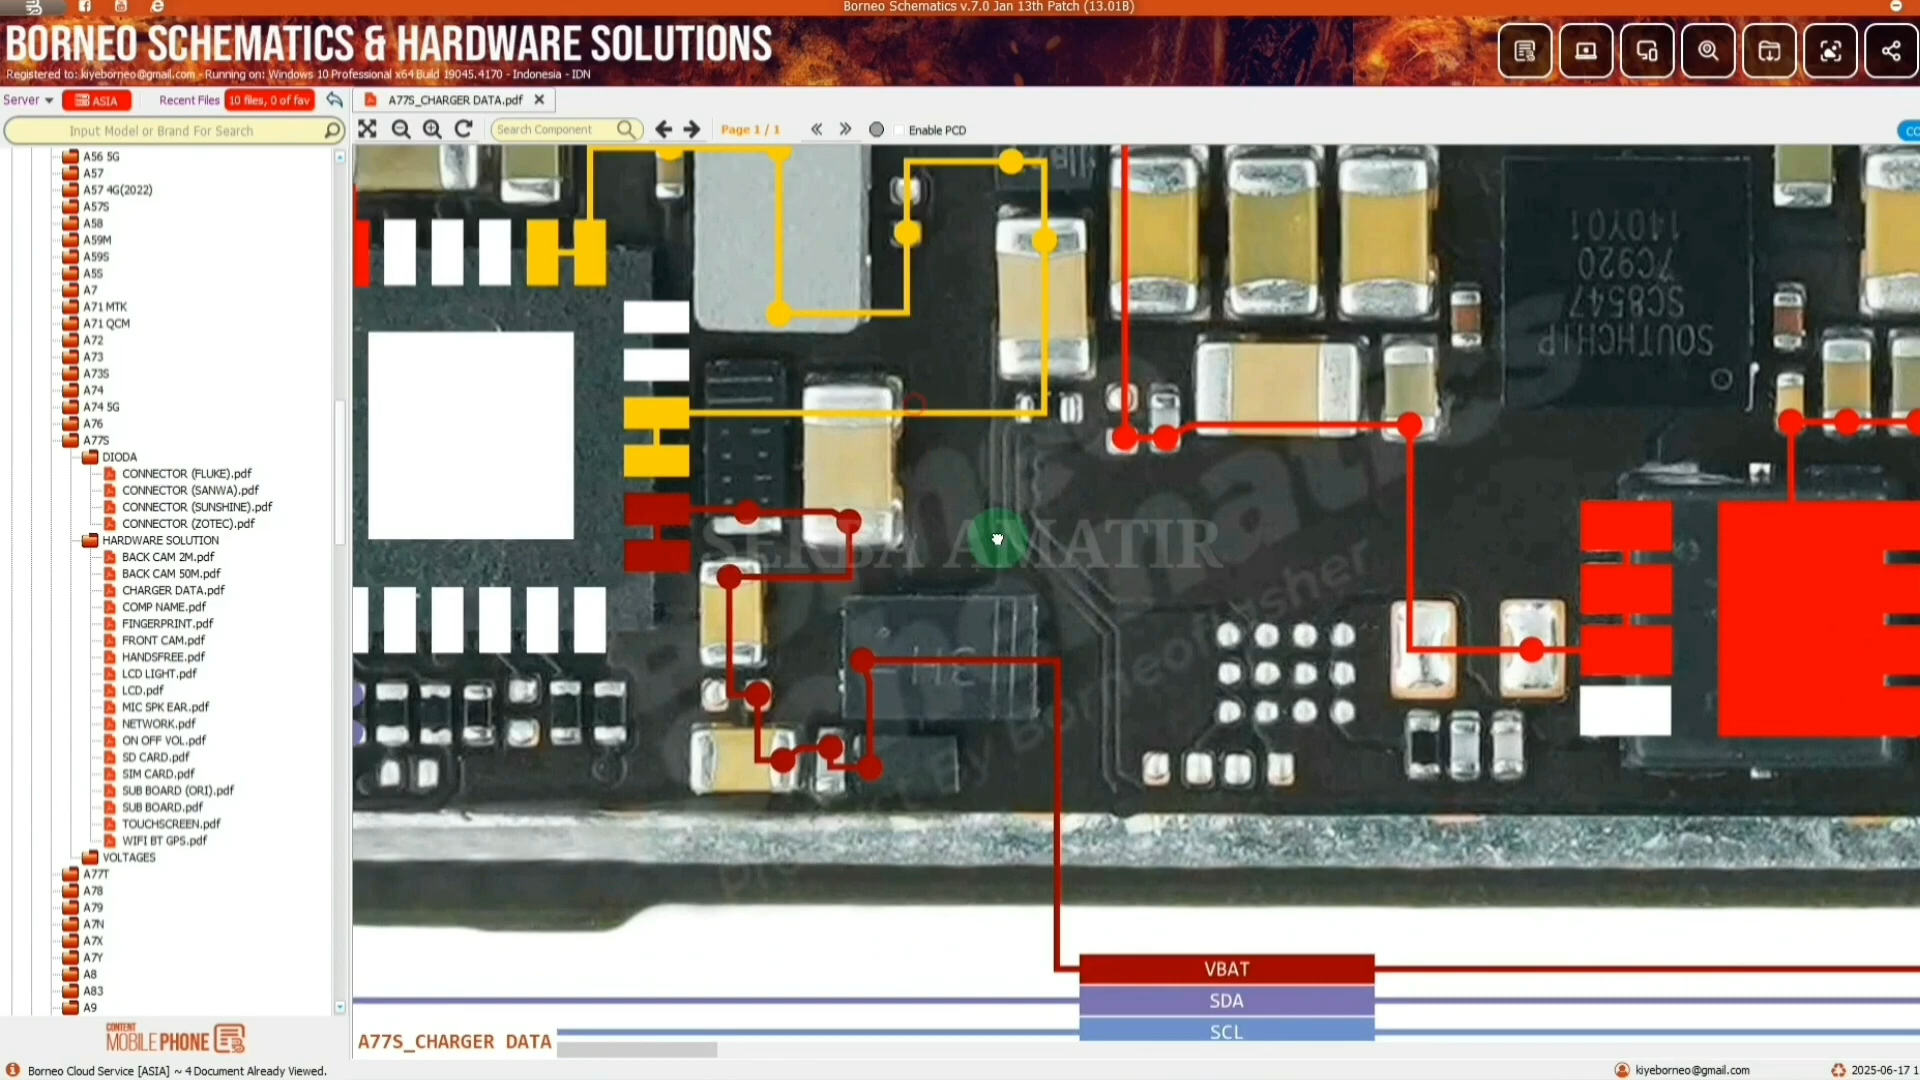 Borneo Schematics v.7.0 Jan 13th Patch (13.01B)
BORNEO SCHEMATICS & HARDWARE SOLUTIONS
Registered to: kiyeborneo@gmail.com - Running on: Windows 10 Professional x64 Build 19045.4170 - Indonesia - IDN
Server
ASIA
Recent Files
10 files, 0 of fav
A77S_CHARGER DATA.pdf
Input Model or Brand For Search
Search Component
Page 1 / 1
Enable PCD
CO
A56 5G
A57
A57 4G(2022)
A57S
A58
A59M
A59S
A5S
A7
A71 MTK
A71 QCM
A72
A73
A73S
A74
A74 5G
A76
A77S
DIODA
CONNECTOR (FLUKE).pdf
CONNECTOR (SANWA).pdf
CONNECTOR (SUNSHINE).pdf
CONNECTOR (ZOTEC).pdf
HARDWARE SOLUTION
BACK CAM 2M.pdf
BACK CAM 50M.pdf
CHARGER DATA.pdf
COMP NAME.pdf
FINGERPRINT.pdf
FRONT CAM.pdf
HANDSFREE.pdf
LCD LIGHT.pdf
LCD.pdf
MIC SPK EAR.pdf
NETWORK.pdf
ON OFF VOL.pdf
SD CARD.pdf
SIM CARD.pdf
SUB BOARD (ORI).pdf
SUB BOARD.pdf
TOUCHSCREEN.pdf
WIFI BT GPS.pdf
VOLTAGES
A77T
A78
A79
A7N
A7X
A7Y
A8
A83
A9
SOUTHCHIP
SC8547
7C920
140Y01
SERBA AMATIR
VBAT
SDA
SCL
A77S_CHARGER DATA
CONTENT
MOBILE PHONE
Borneo Cloud Service [ASIA] ~ 4 Document Already Viewed.
kiyeborneo@gmail.com
2025-06-17 1